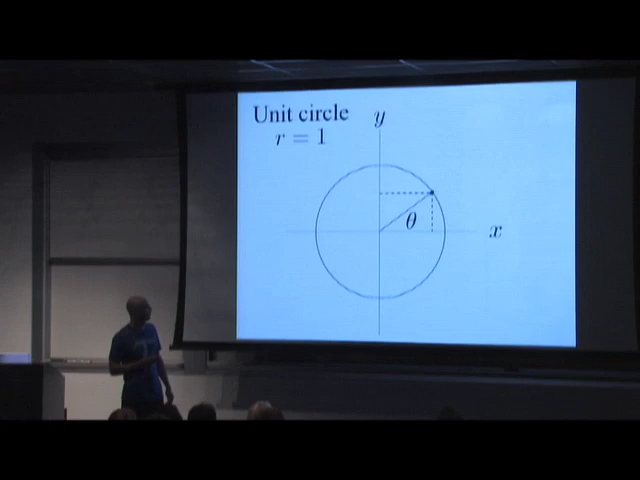 Unit circle
r = 1
y
θ
x